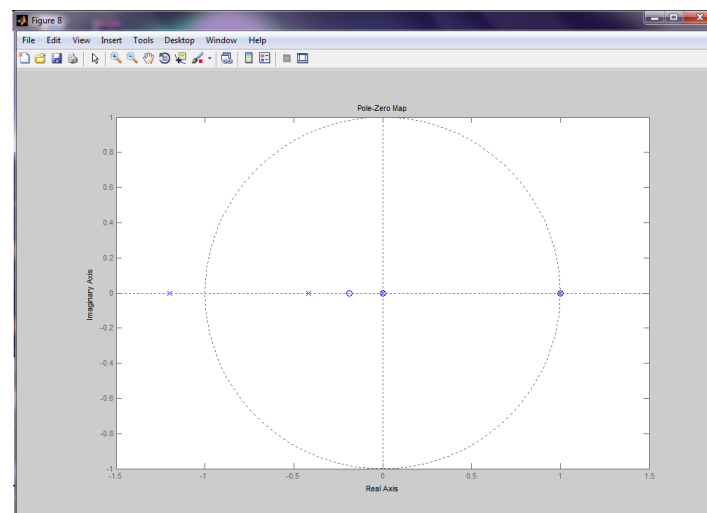 Figure 8
File Edit View Insert Tools Desktop Window Help
Pole-Zero Map
1
0.8
0.6
0.4
0.2
0
-0.2
-0.4
-0.6
-0.8
-1
Imaginary Axis
-1.5 -1 -0.5 0 0.5 1 1.5
Real Axis